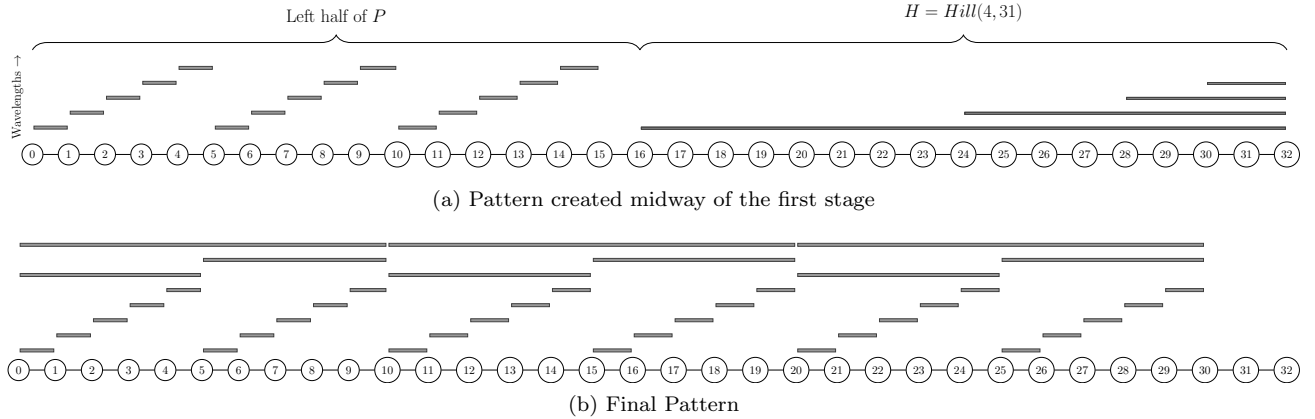 Left half of P
H = Hill(4, 31)
Wavelengths →
0 1 2 3 4 5 6 7 8 9 10 11 12 13 14 15 16 17 18 19 20 21 22 23 24 25 26 27 28 29 30 31 32
(a) Pattern created midway of the first stage
0 1 2 3 4 5 6 7 8 9 10 11 12 13 14 15 16 17 18 19 20 21 22 23 24 25 26 27 28 29 30 31 32
(b) Final Pattern